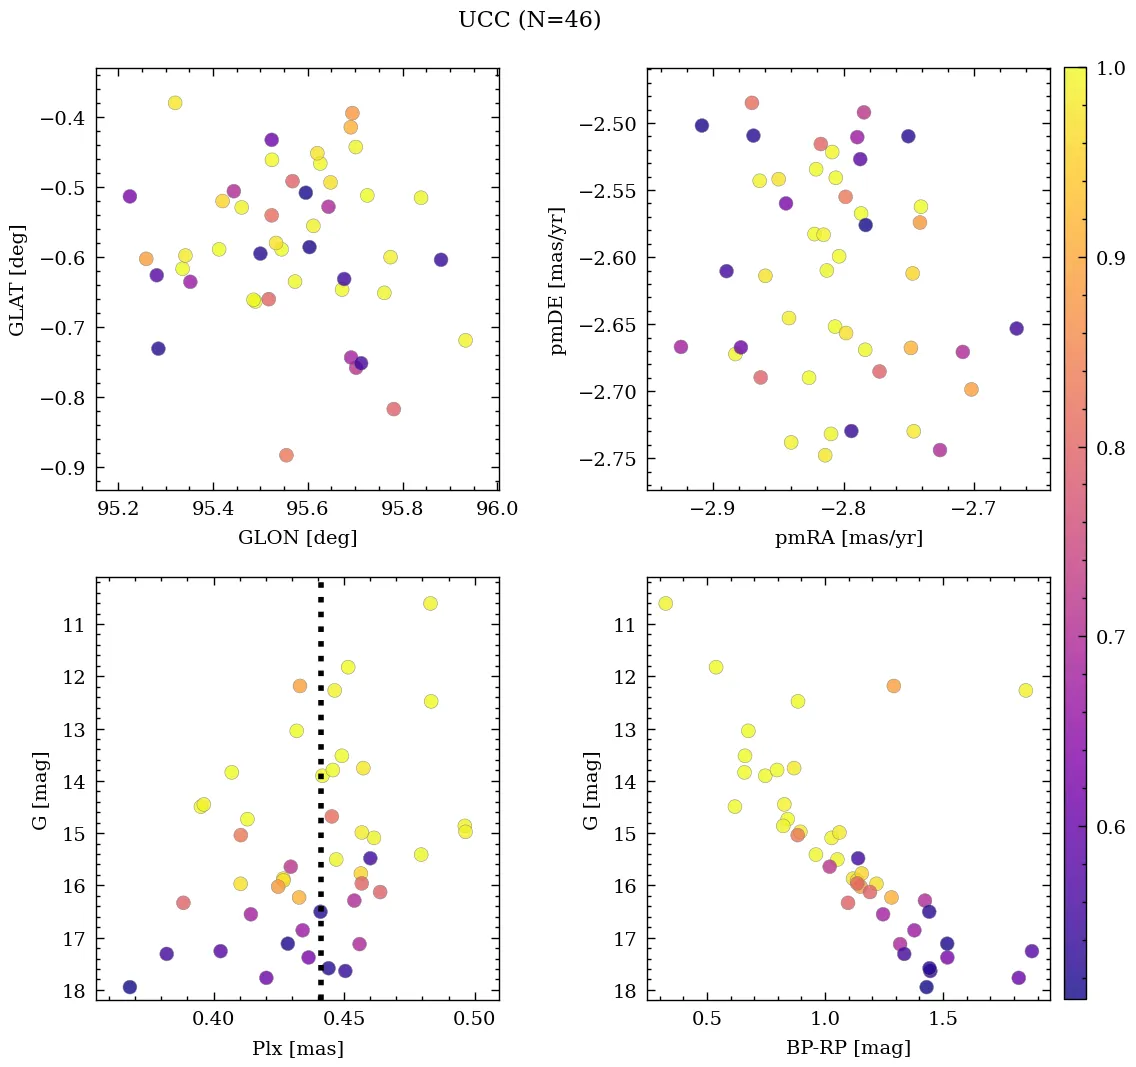 UCC (N=46)
−0.4
−0.5
−0.6
−0.7
−0.8
−0.9
GLAT [deg]
95.2 95.4 95.6 95.8 96.0
GLON [deg]
−2.50
−2.55
−2.60
−2.65
−2.70
−2.75
pmDE [mas/yr]
−2.9 −2.8 −2.7
pmRA [mas/yr]
11
12
13
14
15
16
17
18
G [mag]
0.40 0.45 0.50
Plx [mas]
11
12
13
14
15
16
17
18
G [mag]
0.5 1.0 1.5
BP-RP [mag]
1.0
0.9
0.8
0.7
0.6